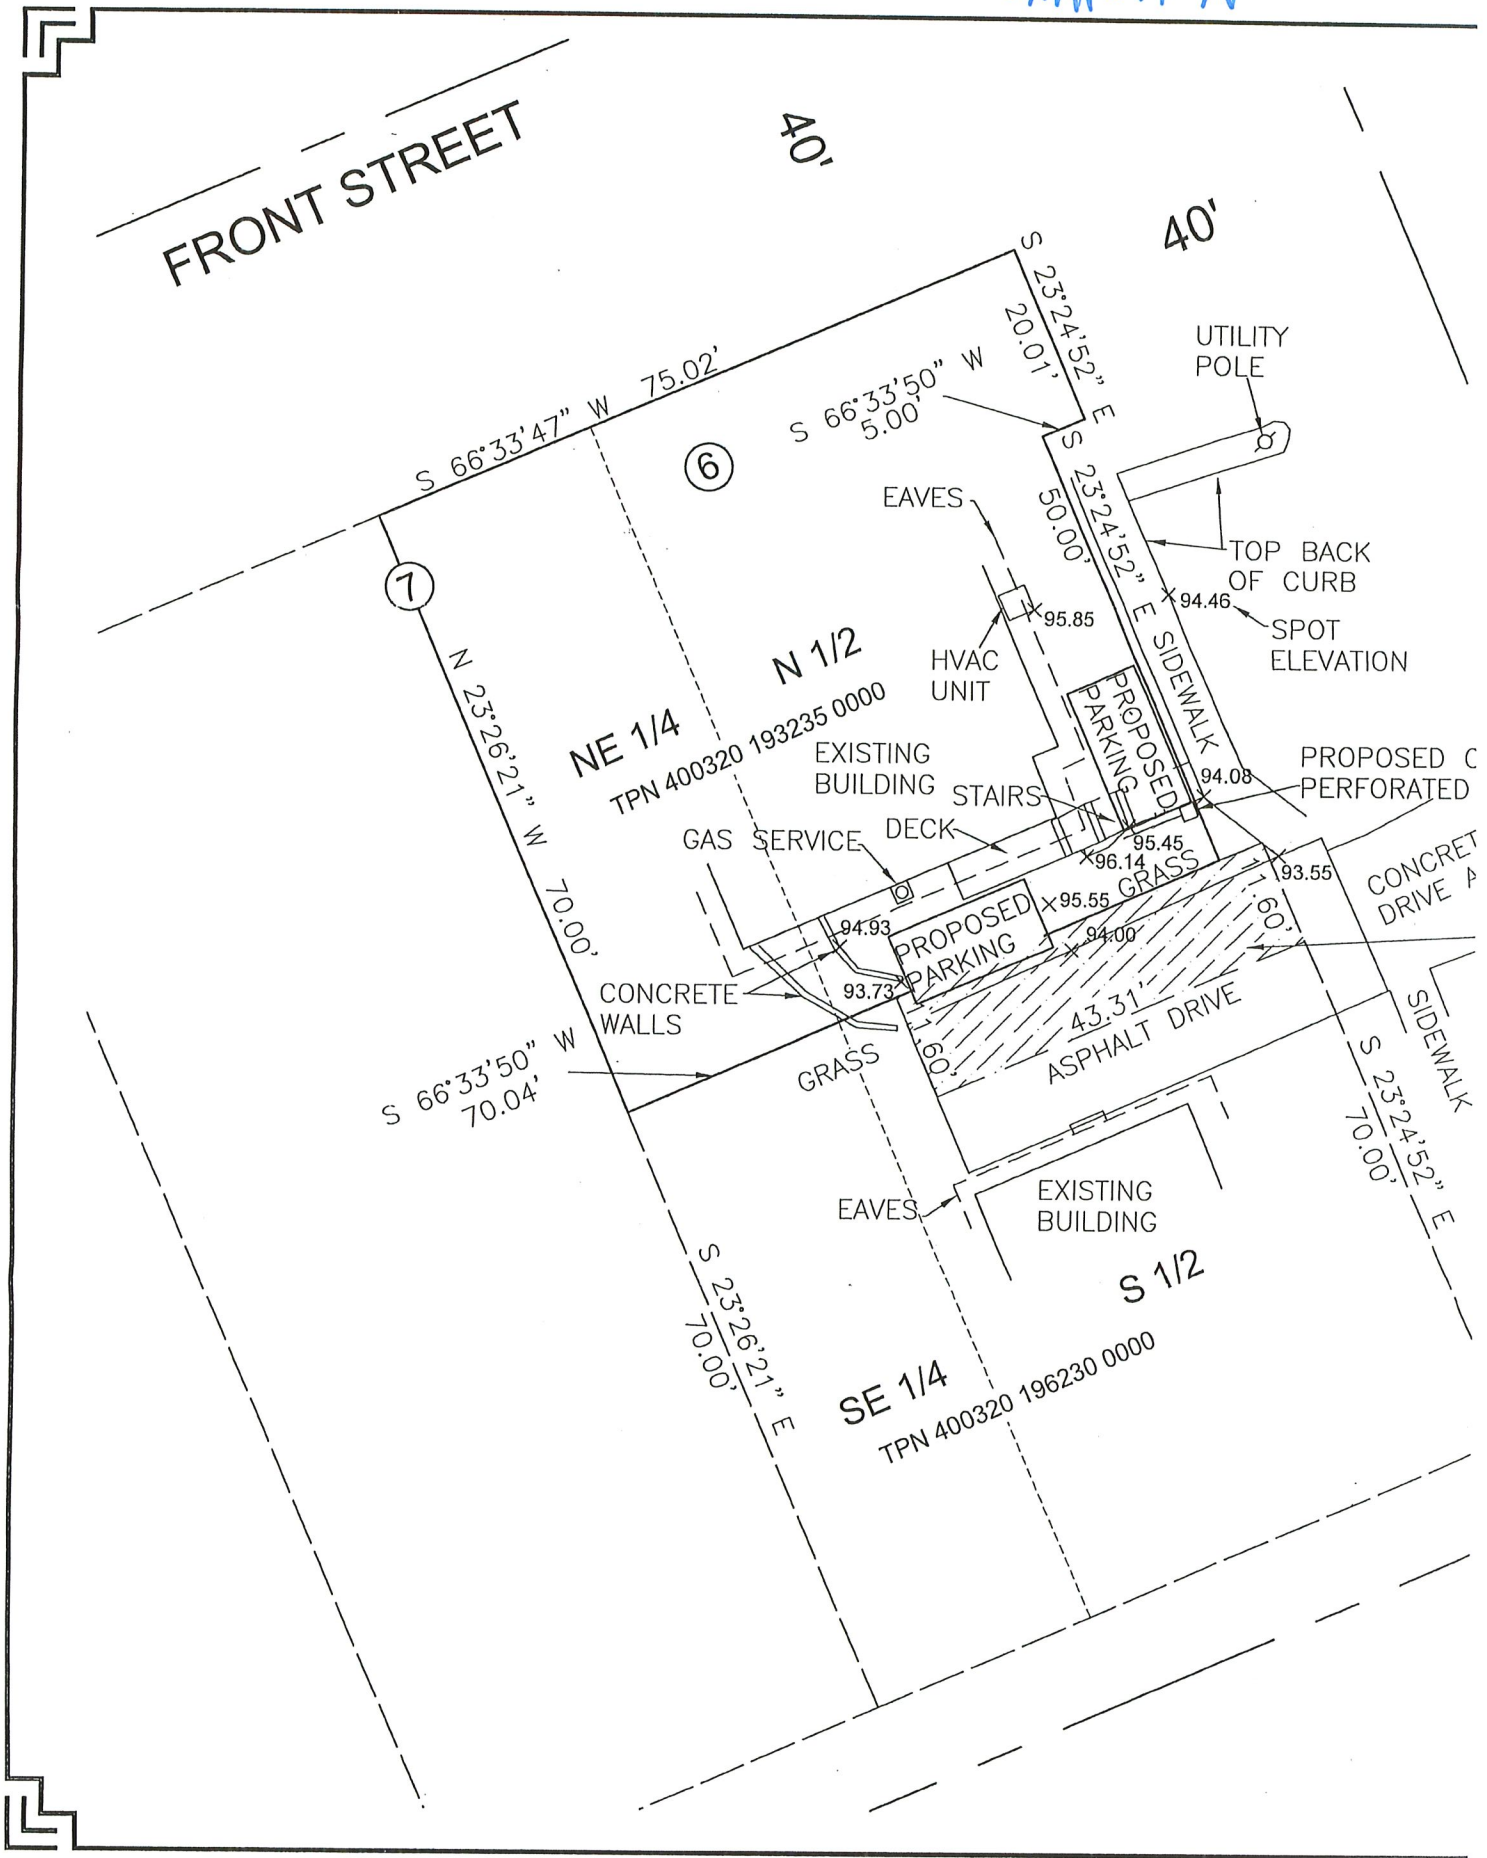 40'
FRONT STREET
40'
S 23°24'52" E
20.01'
UTILITY
POLE
S 66°33'47" W 75.02'
S 66°33'50" W
5.00'
6
S 23°24'52" E
50.00'
EAVES
TOP BACK
OF CURB
7
94.46
95.85
SPOT
ELEVATION
HVAC
UNIT
SIDEWALK
N 1/2
NE 1/4
TPN 400320 193235 0000
N 23°26'21" W 70.00'
PROPOSED
PARKING
EXISTING
BUILDING
STAIRS
94.08
PROPOSED C
PERFORATED
GAS SERVICE
DECK
95.45
96.14
GRASS
93.55
CONCRET
DRIVE A
95.55
94.93
PROPOSED
PARKING
94.00
.60'
93.73
CONCRETE
WALLS
43.31'
ASPHALT DRIVE
.60'
GRASS
SIDEWALK
S 66°33'50" W
70.04'
S 23°24'52" E
70.00'
EAVES
EXISTING
BUILDING
S 1/2
S 23°26'21" E
70.00'
SE 1/4
TPN 400320 196230 0000